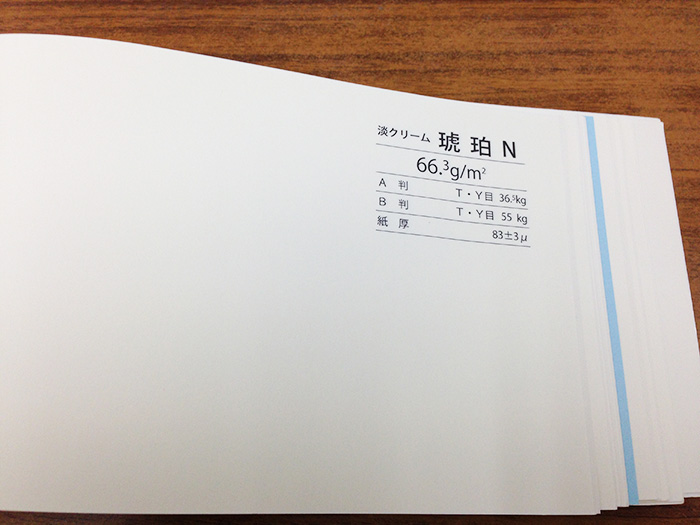 淡クリーム 琥珀N
66.³g/m²
A 判 T・Y目 36.⁵kg
B 判 T・Y目 55 kg
紙 厚 83±3μ